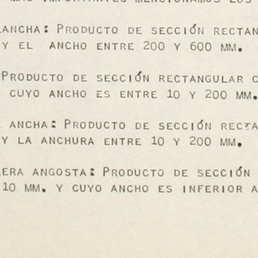 LANCHA: PRODUCTO DE SECCIÓN RECTAN
Y EL ANCHO ENTRE 200 Y 600 MM.
PRODUCTO DE SECCIÓN RECTANGULAR
CUYO ANCHO ES ENTRE 10 Y 200 MM.
ANCHA: PRODUCTO DE SECCIÓN RECTA
Y LA ANCHURA ENTRE 10 Y 200 MM.
ERA ANGOSTA: PRODUCTO DE SECCIÓN
10 MM. Y CUYO ANCHO ES INFERIOR A